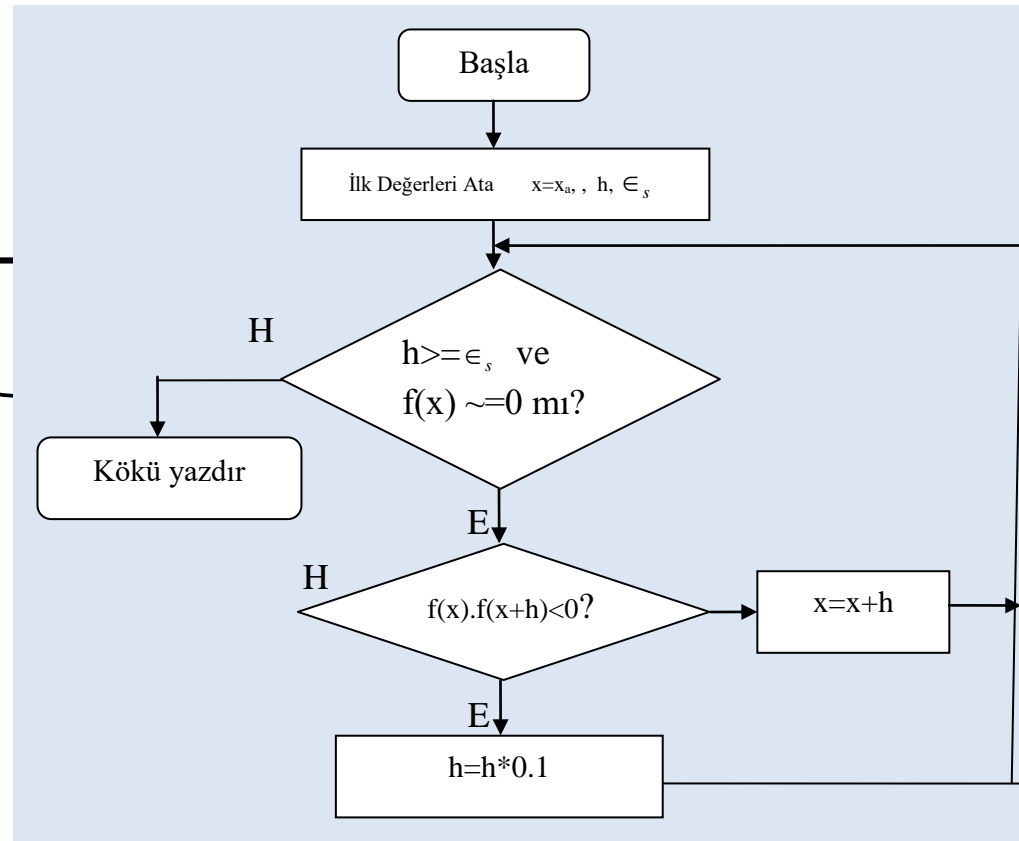 Başla
İlk Değerleri Ata x=xₐ, , h, ∈ₛ
H
h>=∈ₛ ve
f(x) ~=0 mı?
Kökü yazdır
E
H
f(x).f(x+h)<0?
x=x+h
E
h=h*0.1